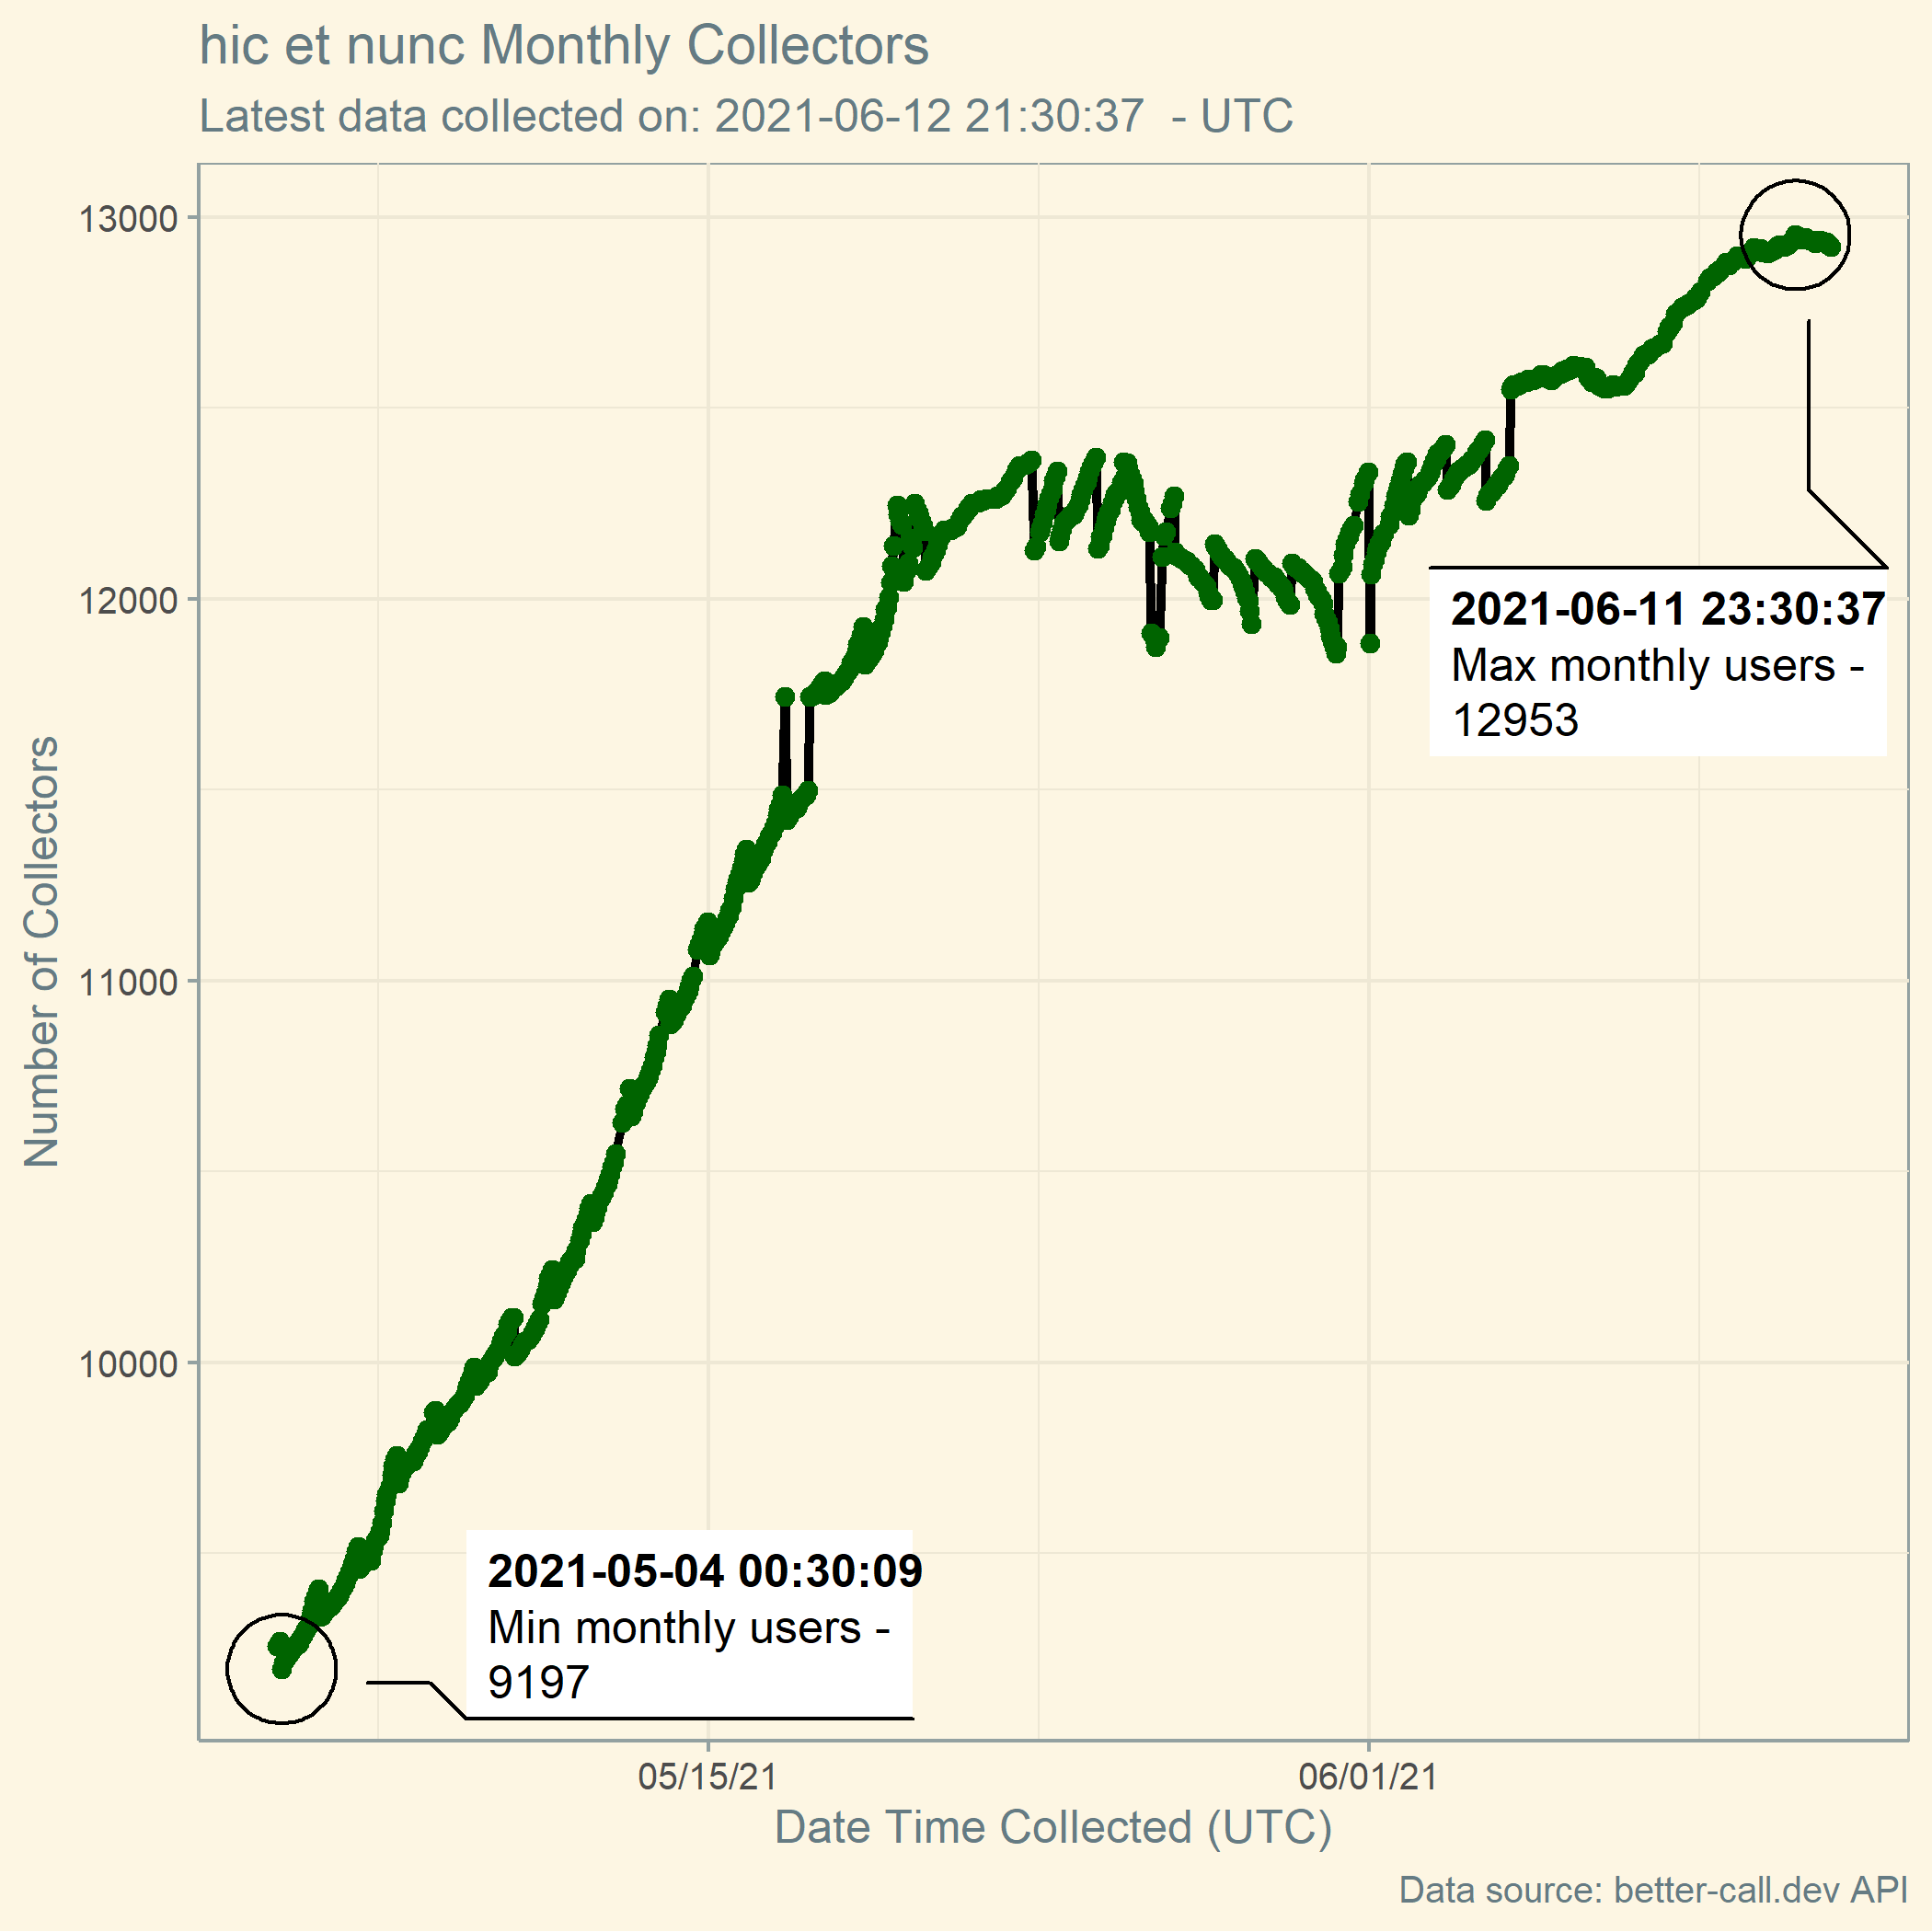 hic et nunc Monthly Collectors
Latest data collected on: 2021-06-12 21:30:37  - UTC
Number of Collectors
13000
12000
11000
10000
2021-06-11 23:30:37
Max monthly users -
12953
2021-05-04 00:30:09
Min monthly users -
9197
05/15/21
06/01/21
Date Time Collected (UTC)
Data source: better-call.dev API